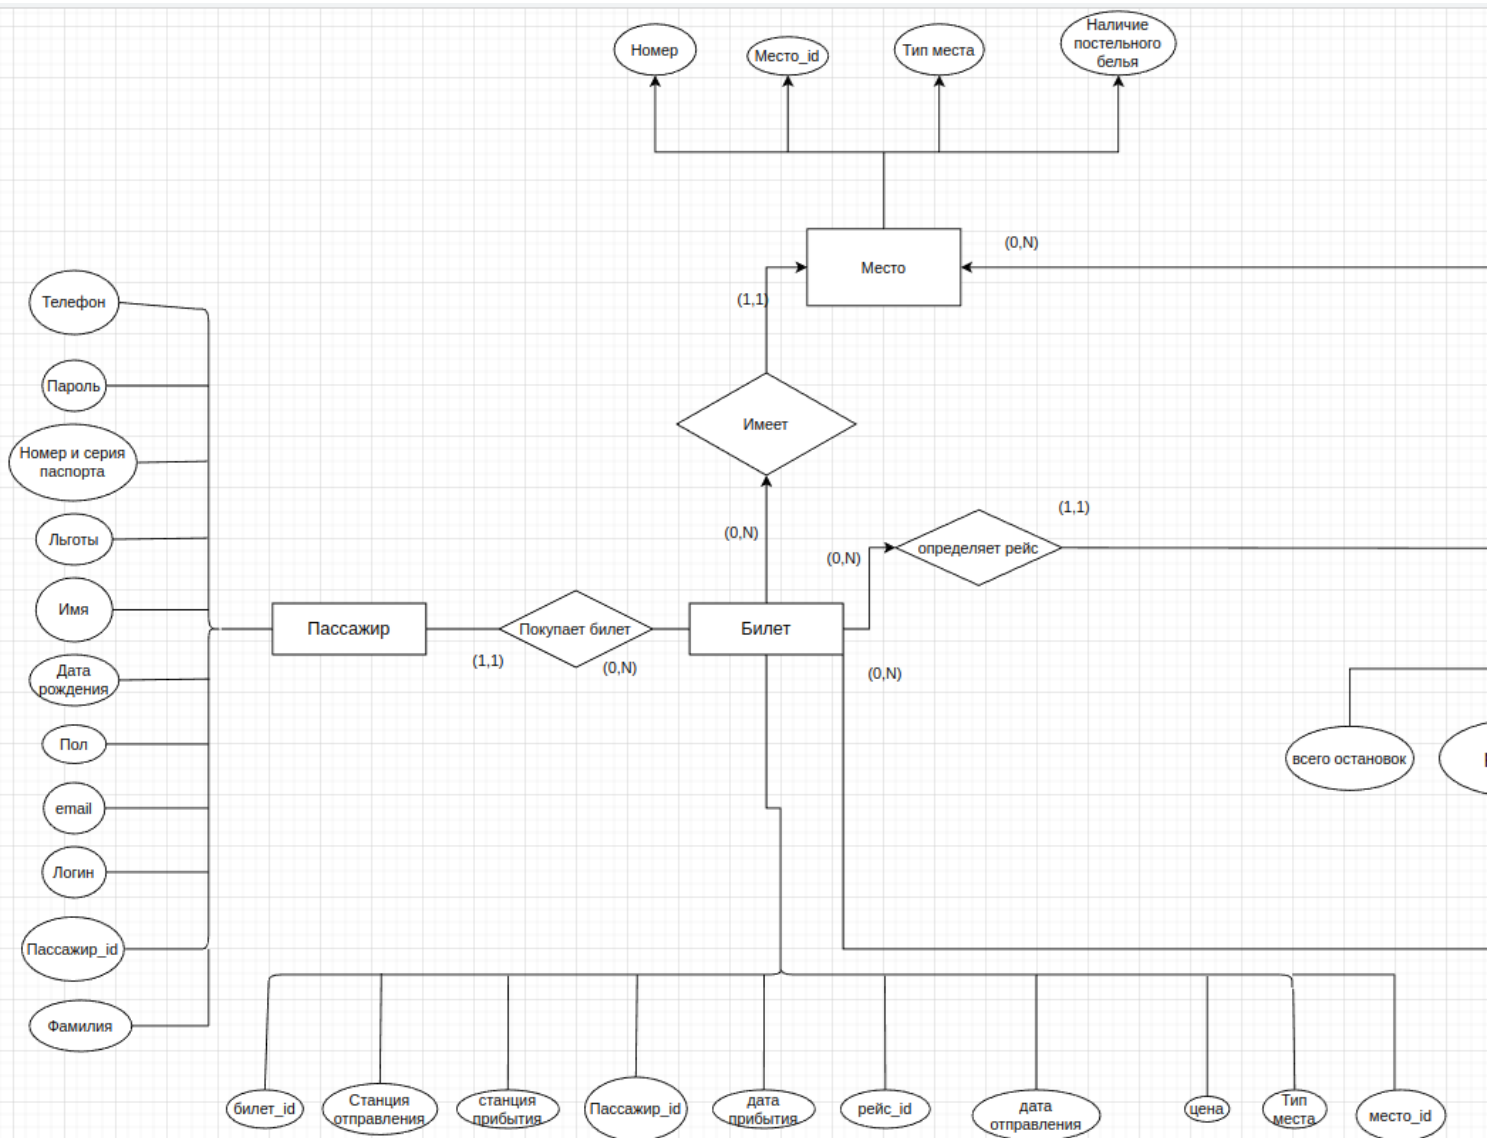 Номер
Место_id
Тип места
Наличие
постельного
белья
Место
(0,N)
(1,1)
Телефон
Пароль
Номер и серия
паспорта
Льготы
Имя
Дата
рождения
Пол
email
Логин
Пассажир_id
Фамилия
Имеет
(0,N)
(0,N)
определяет рейс
(1,1)
Пассажир
(1,1)
Покупает билет
(0,N)
Билет
(0,N)
всего остановок
билет_id
Станция
отправления
станция
прибытия
Пассажир_id
дата
прибытия
рейс_id
дата
отправления
цена
Тип
места
место_id